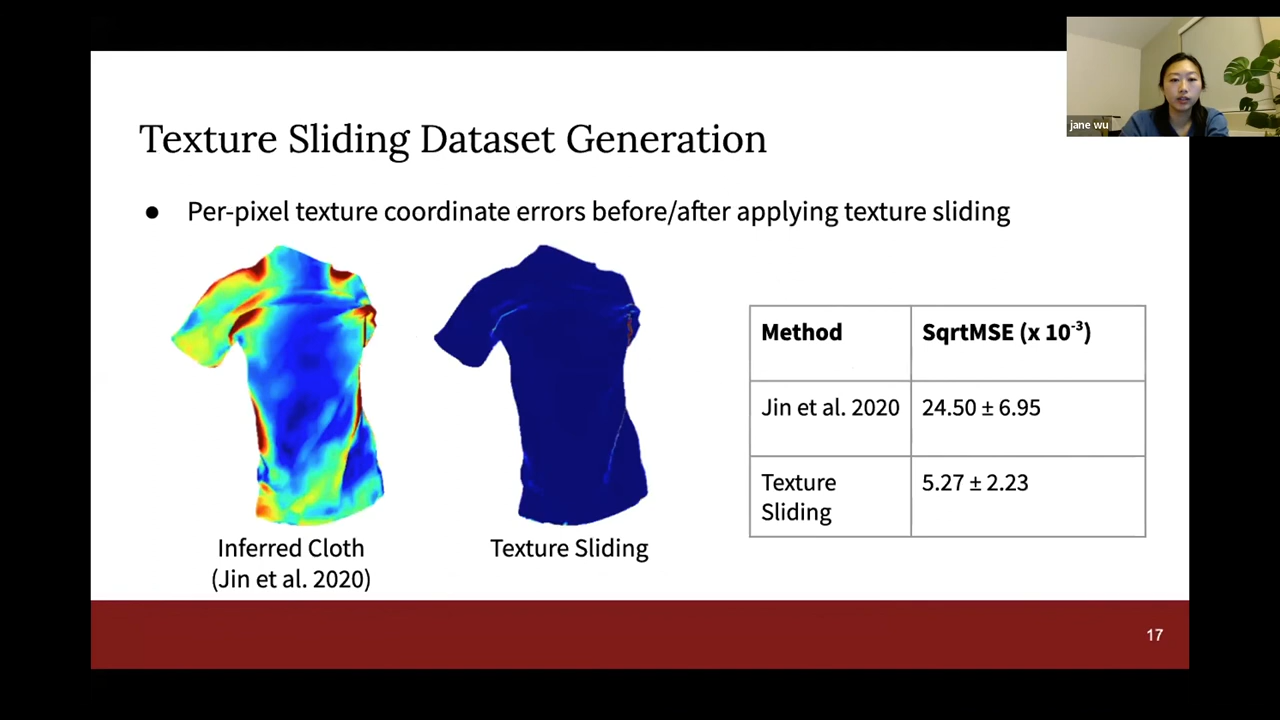 jane wu
Texture Sliding Dataset Generation
● Per-pixel texture coordinate errors before/after applying texture sliding
Inferred Cloth
(Jin et al. 2020)
Texture Sliding
Method SqrtMSE (x 10⁻³)
Jin et al. 2020 24.50 ± 6.95
Texture 5.27 ± 2.23
Sliding
17